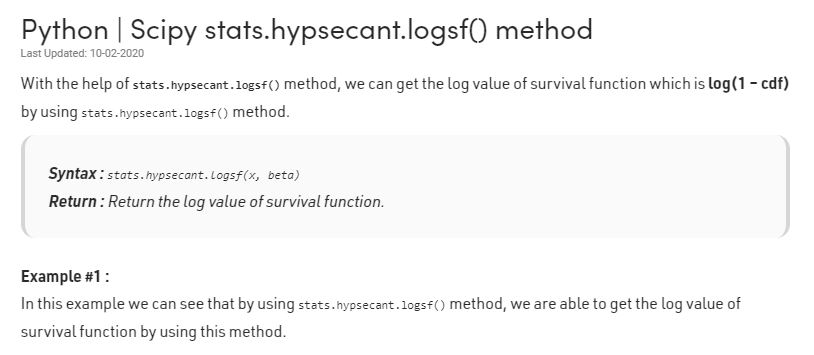 Python | Scipy stats.hypsecant.logsf() method
Last Updated: 10-02-2020
With the help of stats.hypsecant.logsf() method, we can get the log value of survival function which is log(1 - cdf)
by using stats.hypsecant.logsf() method.
Syntax : stats.hypsecant.logsf(x, beta)
Return : Return the log value of survival function.
Example #1 :
In this example we can see that by using stats.hypsecant.logsf() method, we are able to get the log value of
survival function by using this method.